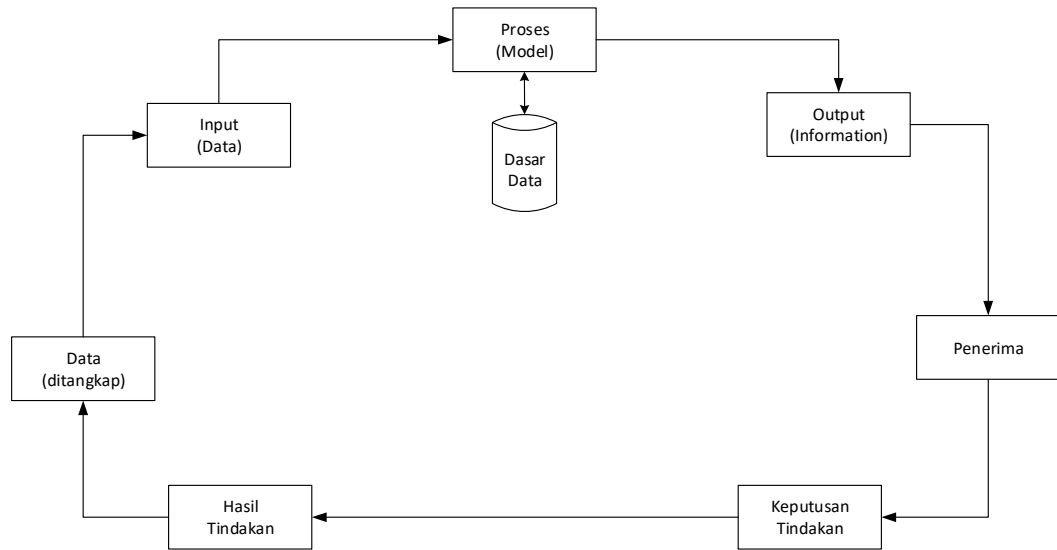 Proses
(Model)
Input
(Data)
Output
(Information)
Dasar
Data
Data
(ditangkap)
Penerima
Hasil
Tindakan
Keputusan
Tindakan